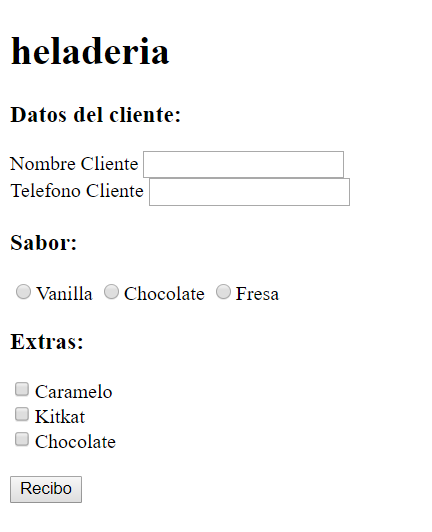 heladeria
Datos del cliente:
Nombre Cliente
Telefono Cliente
Sabor:
Vanilla Chocolate Fresa
Extras:
Caramelo
Kitkat
Chocolate
Recibo